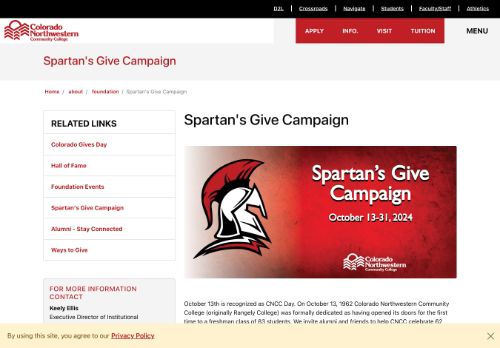 D2L Crossroads Navigate Students Faculty/Staff Athletics
Colorado
Northwestern
Community College
APPLY INFO. VISIT TUITION MENU
Spartan's Give Campaign
Home / about / foundation / Spartan's Give Campaign
RELATED LINKS
Colorado Gives Day
Hall of Fame
Foundation Events
Spartan's Give Campaign
Alumni - Stay Connected
Ways to Give
FOR MORE INFORMATION
CONTACT
Keely Ellis
Executive Director of Institutional
Spartan's Give Campaign
Spartan's Give
Campaign
October 13-31, 2024
Colorado
Northwestern
Community College
October 13th is recognized as CNCC Day. On October 13, 1962 Colorado Northwestern Community
College (originally Rangely College) was formally dedicated as having opened its doors for the first
time to a freshman class of 83 students. We invite alumni and friends to help CNCC celebrate 62
By using this site, you agree to our Privacy Policy